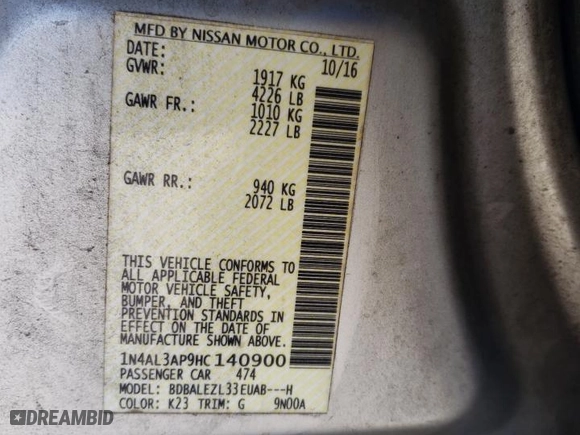 MFD BY NISSAN MOTOR CO., LTD.
DATE: 10/16
GVWR: 1917 KG
4226 LB
GAWR FR.: 1010 KG
2227 LB
GAWR RR.: 940 KG
2072 LB
THIS VEHICLE CONFORMS TO
ALL APPLICABLE FEDERAL
MOTOR VEHICLE SAFETY,
BUMPER, AND THEFT
PREVENTION STANDARDS IN
EFFECT ON THE DATE OF
MANUFACTURE SHOWN ABOVE.
1N4AL3AP9HC140900
PASSENGER CAR 474
MODEL: BDBALEZL33EUAB---H
COLOR: K23 TRIM: G 9N00A
DREAMBID